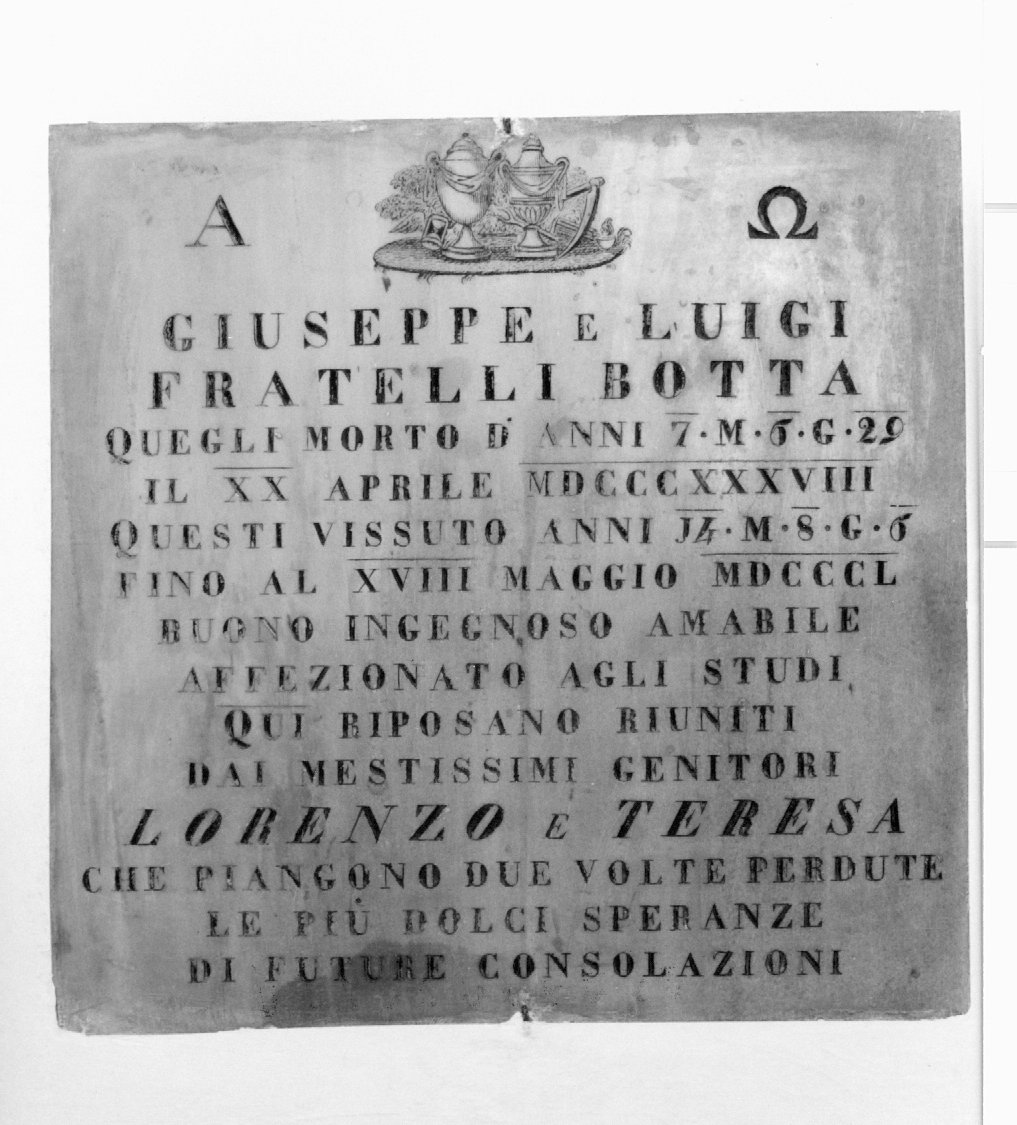 Α Ω
GIUSEPPE E LUIGI
FRATELLI BOTTA
QUEGLI MORTO D' ANNI 7·M·6·G·29
IL XX APRILE MDCCCXXXVIII
QUESTI VISSUTO ANNI 14·M·8·G·6
FINO AL XVIII MAGGIO MDCCCL
BUONO INGEGNOSO AMABILE
AFFEZIONATO AGLI STUDI
QUI RIPOSANO RIUNITI
DAI MESTISSIMI GENITORI
LORENZO E TERESA
CHE PIANGONO DUE VOLTE PERDUTE
LE PIÙ DOLCI SPERANZE
DI FUTURE CONSOLAZIONI